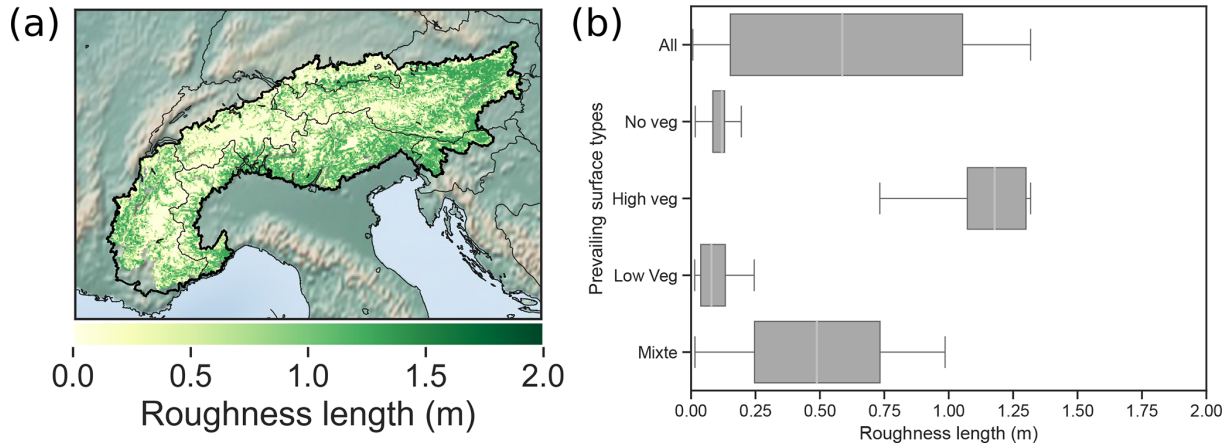 (a)
0.0 0.5 1.0 1.5 2.0
Roughness length (m)
(b)
Prevailing surface types
All
No veg
High veg
Low Veg
Mixte
0.00 0.25 0.50 0.75 1.00 1.25 1.50 1.75 2.00
Roughness length (m)